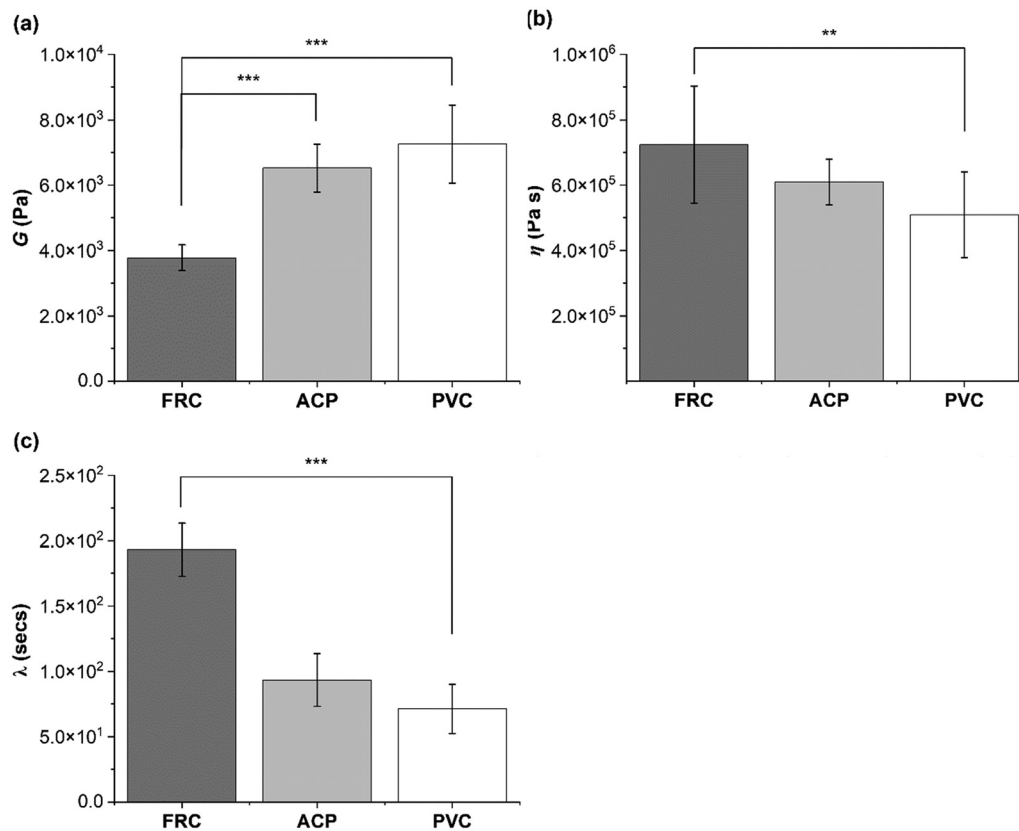 (a)
***
***
1.0×10⁴
8.0×10³
6.0×10³
4.0×10³
2.0×10³
0.0
G (Pa)
FRC ACP PVC
(b)
**
1.0×10⁶
8.0×10⁵
6.0×10⁵
4.0×10⁵
2.0×10⁵
η (Pa s)
FRC ACP PVC
(c)
***
2.5×10²
2.0×10²
1.5×10²
1.0×10²
5.0×10¹
0.0
λ (secs)
FRC ACP PVC